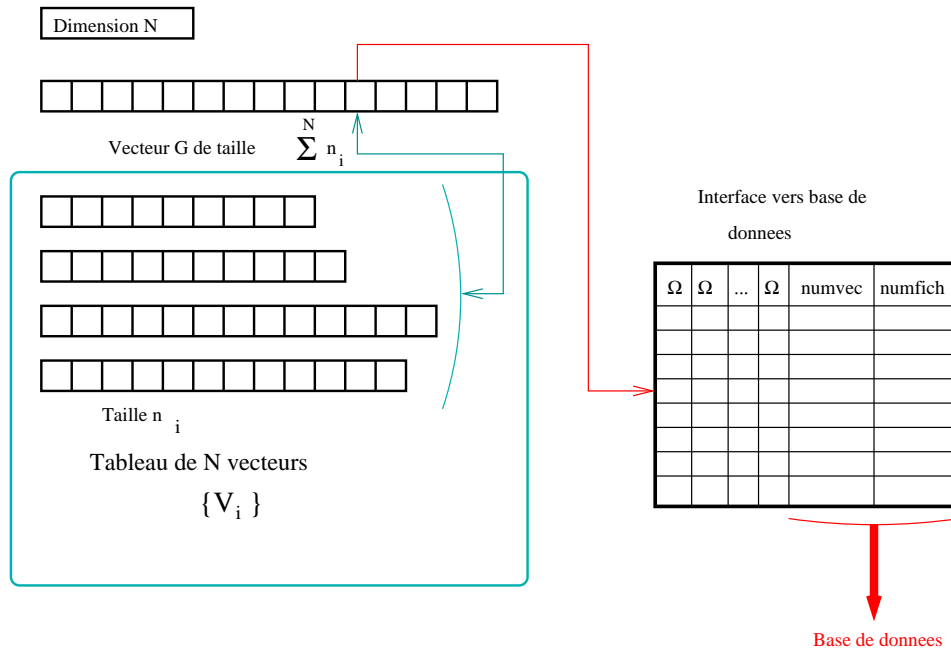 Dimension N
Vecteur G de taille N Σ n i
Taille n i
Tableau de N vecteurs
{V i }
Interface vers base de
donnees
Ω Ω ... Ω numvec numfich
Base de donnees